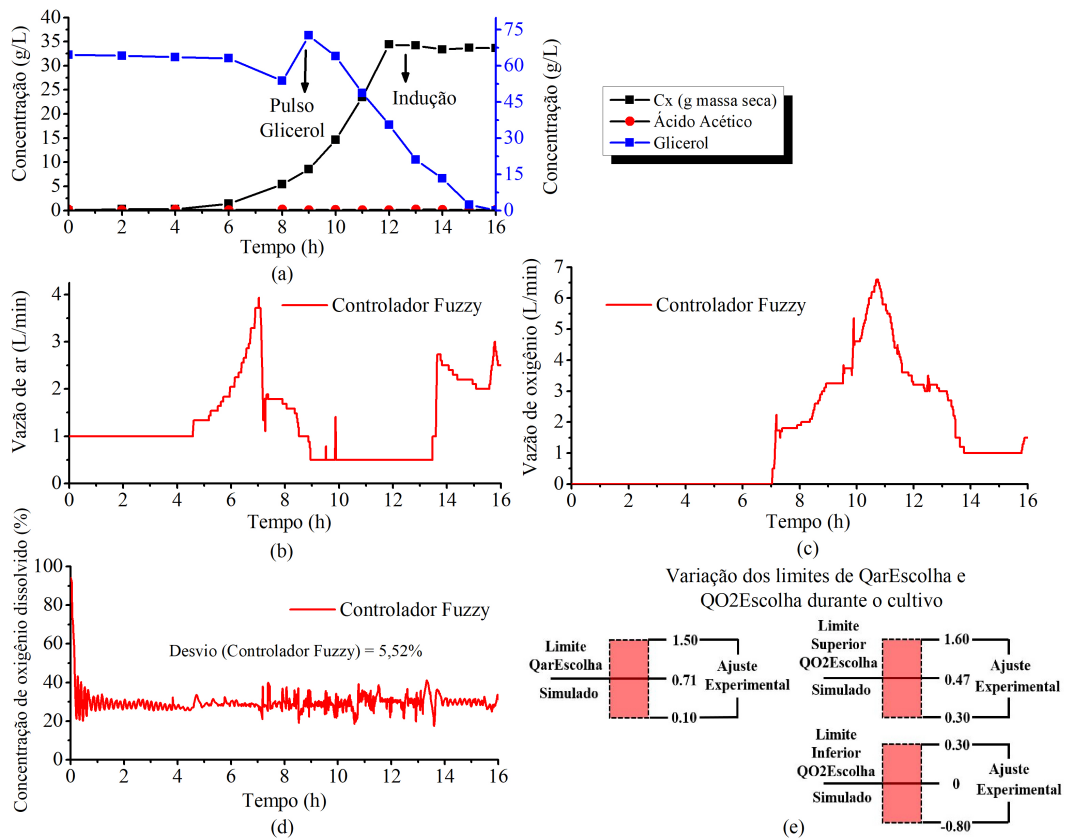 Concentração (g/L)
40
35
30
25
20
15
10
5
0
75
60
45
30
15
0
Concentração (g/L)
Pulso
Glicerol
Indução
0 2 4 6 8 10 12 14 16
Tempo (h)
(a)
Cx (g massa seca)
Ácido Acético
Glicerol
Vazão de ar (L/min)
4
3
2
1
0
Controlador Fuzzy
0 2 4 6 8 10 12 14 16
Tempo (h)
(b)
Vazão de oxigênio (L/min)
7
6
5
4
3
2
1
0
Controlador Fuzzy
0 2 4 6 8 10 12 14 16
Tempo (h)
(c)
Concentração de oxigênio dissolvido (%)
100
80
60
40
20
0
Controlador Fuzzy
Desvio (Controlador Fuzzy) = 5,52%
0 2 4 6 8 10 12 14 16
Tempo (h)
(d)
Variação dos limites de QarEscolha e
QO2Escolha durante o cultivo
Limite
QarEscolha
Simulado
1.50
0.71
0.10
Ajuste
Experimental
Limite
Superior
QO2Escolha
Simulado
1.60
0.47
0.30
Ajuste
Experimental
Limite
Inferior
QO2Escolha
Simulado
0.30
0
-0.80
Ajuste
Experimental
(e)